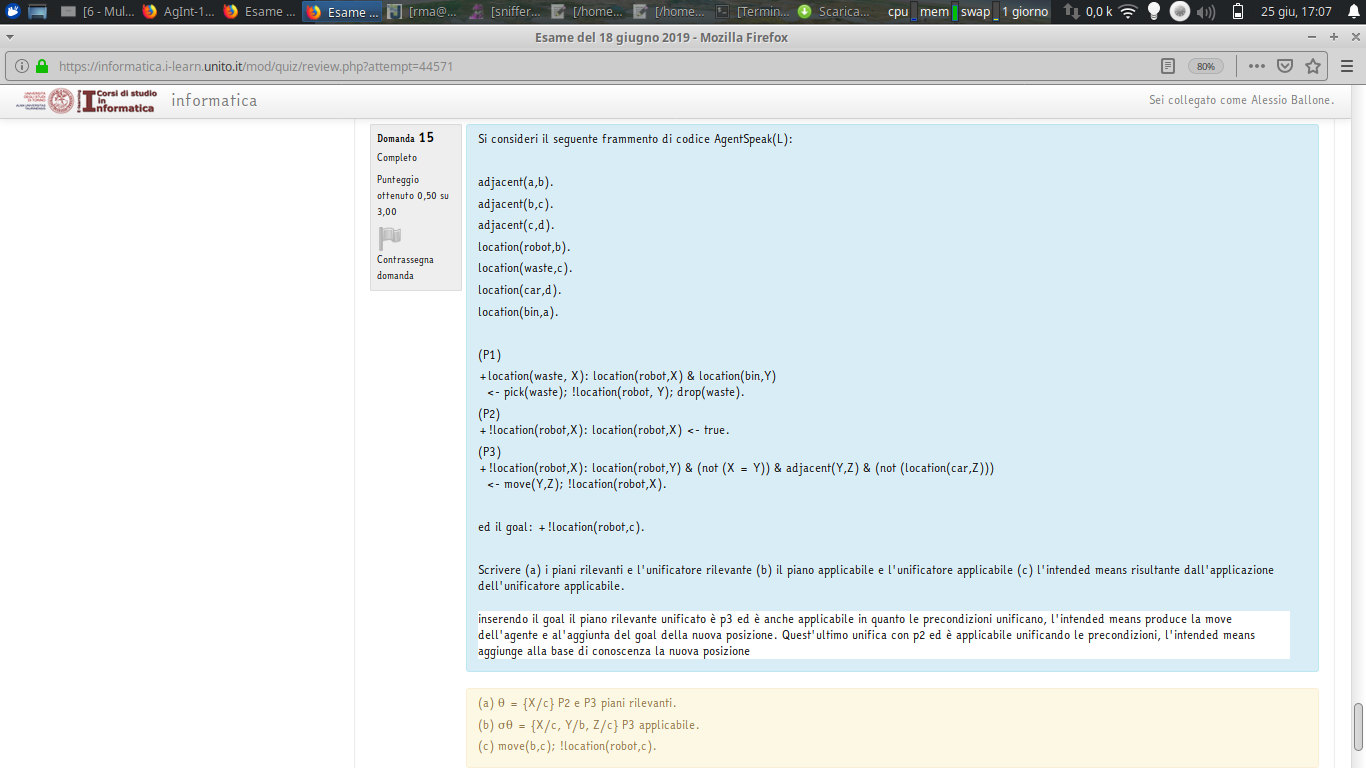 [6 - Mul... AgInt-1... Esame ... Esame ... [rma@... [sniffer... [/home... [/home... [Termin... Scarica... cpu mem swap 1 giorno 0,0 k 25 giu, 17:07
Esame del 18 giugno 2019 - Mozilla Firefox
https://informatica.i-learn.unito.it/mod/quiz/review.php?attempt=44571 80%
Corsi di studio in Informatica informatica Sei collegato come Alessio Ballone.
Domanda 15
Completo
Punteggio
ottenuto 0,50 su
3,00
Contrassegna
domanda
Si consideri il seguente frammento di codice AgentSpeak(L):
adjacent(a,b).
adjacent(b,c).
adjacent(c,d).
location(robot,b).
location(waste,c).
location(car,d).
location(bin,a).
(P1)
+location(waste, X): location(robot,X) & location(bin,Y)
<- pick(waste); !location(robot, Y); drop(waste).
(P2)
+!location(robot,X): location(robot,X) <- true.
(P3)
+!location(robot,X): location(robot,Y) & (not (X = Y)) & adjacent(Y,Z) & (not (location(car,Z)))
<- move(Y,Z); !location(robot,X).
ed il goal: +!location(robot,c).
Scrivere (a) i piani rilevanti e l'unificatore rilevante (b) il piano applicabile e l'unificatore applicabile (c) l'intended means risultante dall'applicazione
dell'unificatore applicabile.
inserendo il goal il piano rilevante unificato è p3 ed è anche applicabile in quanto le precondizioni unificano, l'intended means produce la move
dell'agente e al'aggiunta del goal della nuova posizione. Quest'ultimo unifica con p2 ed è applicabile unificando le precondizioni, l'intended means
aggiunge alla base di conoscenza la nuova posizione
(a) θ = {X/c} P2 e P3 piani rilevanti.
(b) σθ = {X/c, Y/b, Z/c} P3 applicabile.
(c) move(b,c); !location(robot,c).